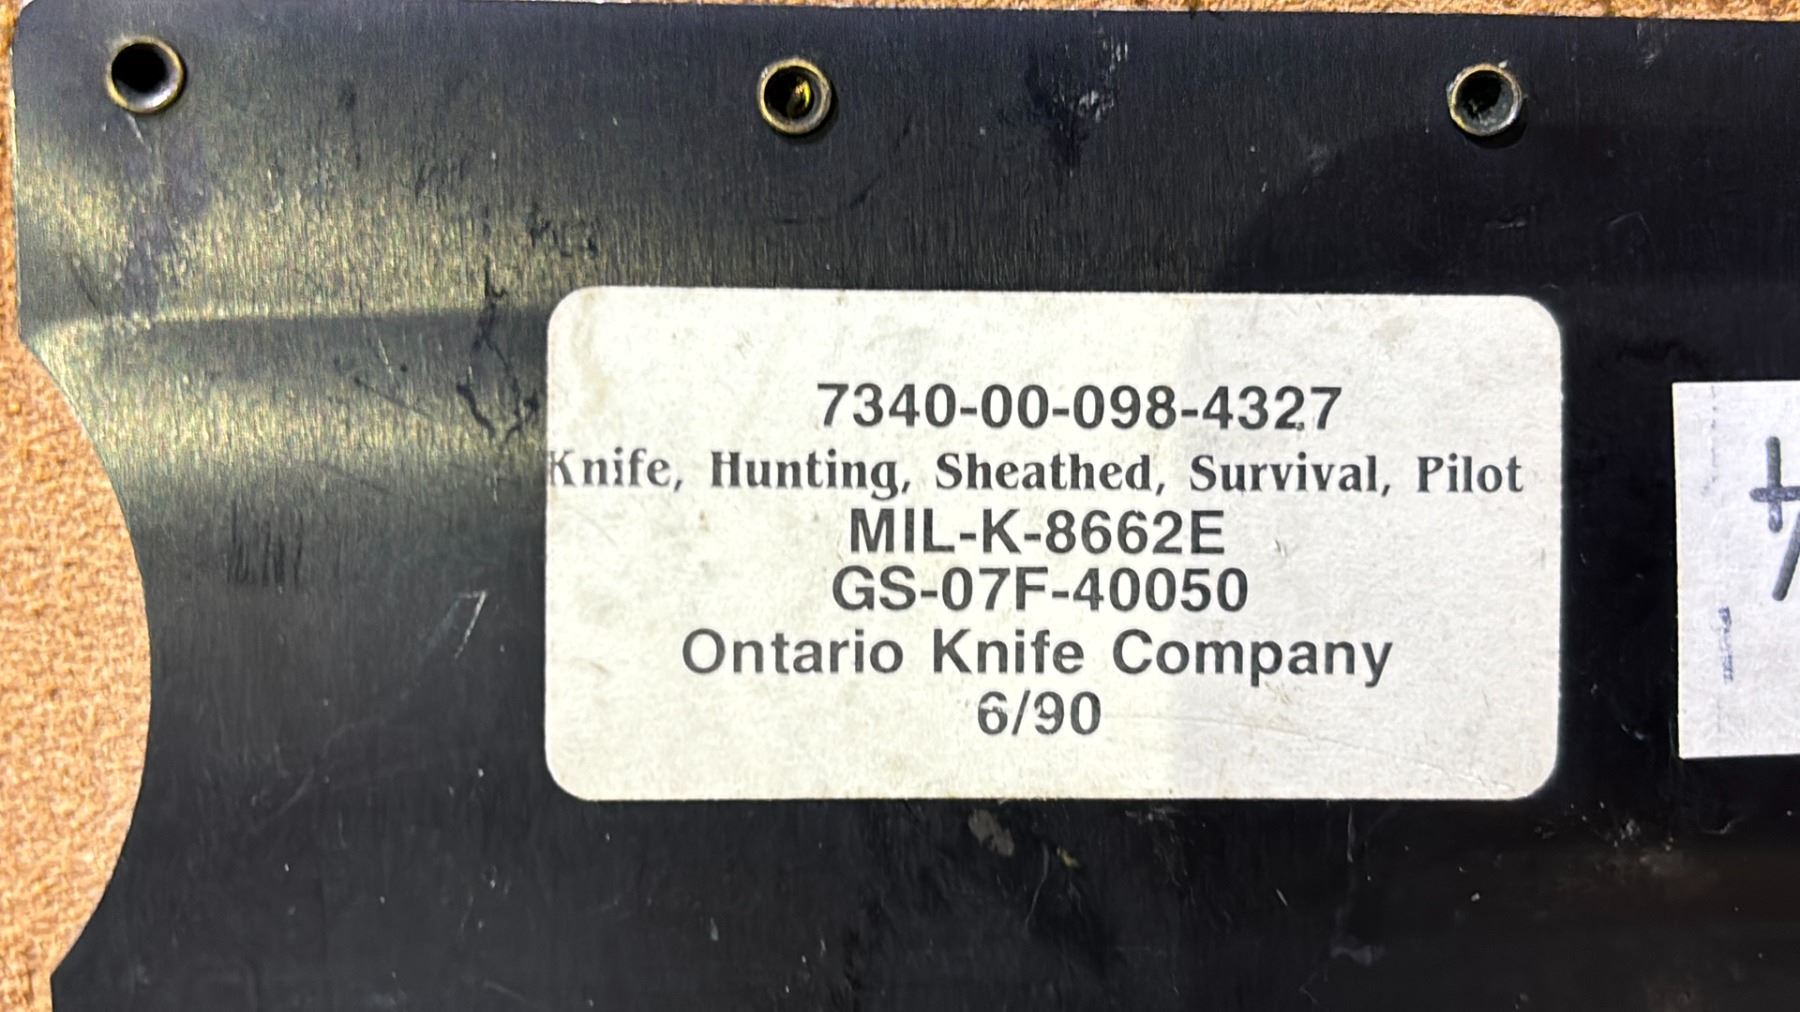 7340-00-098-4327
Knife, Hunting, Sheathed, Survival, Pilot
MIL-K-8662E
GS-07F-40050
Ontario Knife Company
6/90